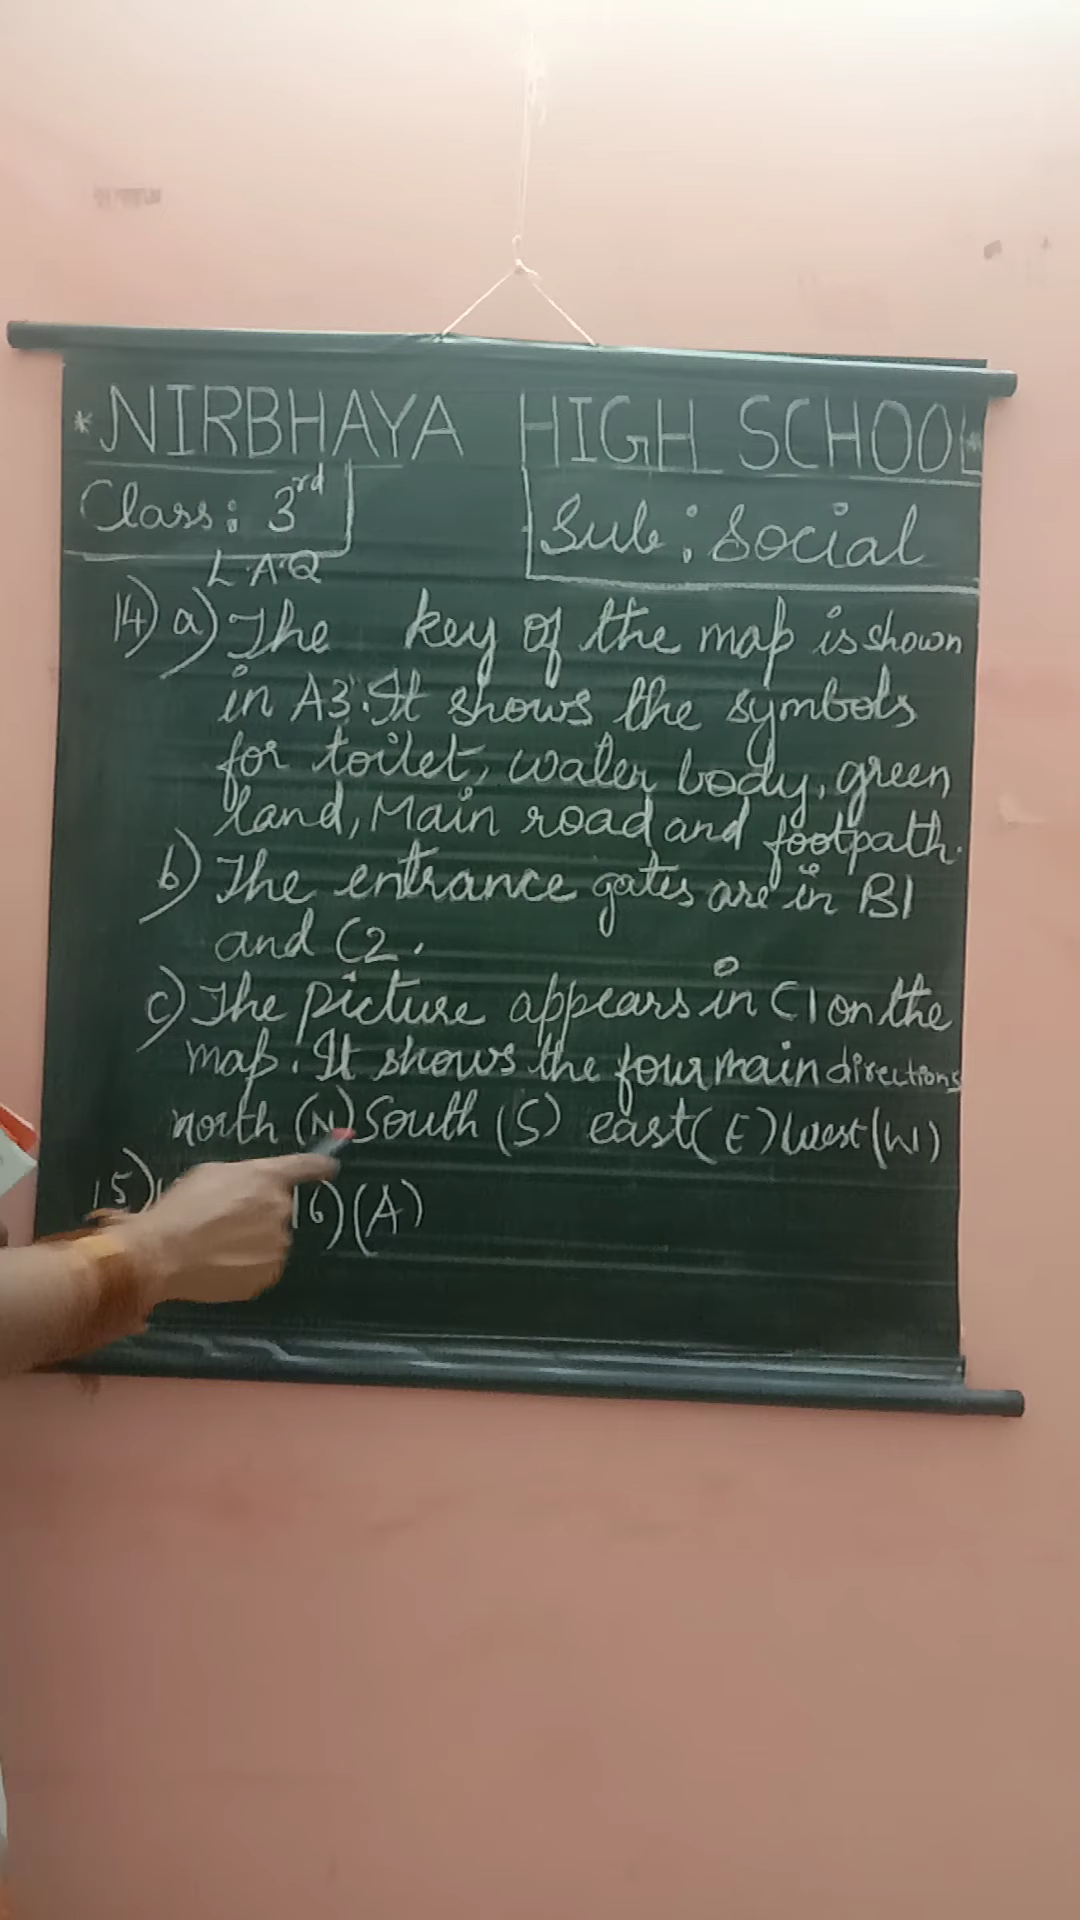 *NIRBHAYA HIGH SCHOOL*
Class: 3rd
Sub: Social
L.A.Q
14) a) The key of the map is shown
in A3. It shows the symbols
for toilet, water body, green
land, Main road and footpath.
b) The entrance gates are in B1
and C2.
c) The picture appears in C1 on the
map. It shows the four main directions
north (N) South (S) east (E) West (W)
15) 16) (A)